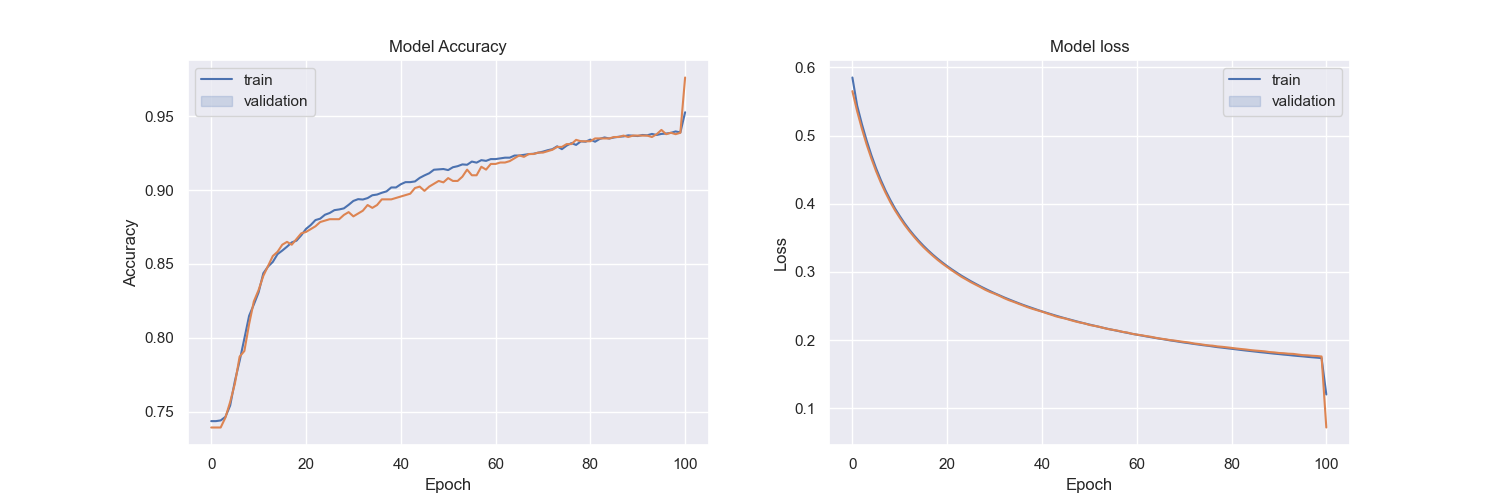 Model Accuracy
train
validation
0.95
0.90
0.85
0.80
0.75
Accuracy
0 20 40 60 80 100
Epoch
Model loss
train
validation
0.6
0.5
0.4
0.3
0.2
0.1
Loss
0 20 40 60 80 100
Epoch